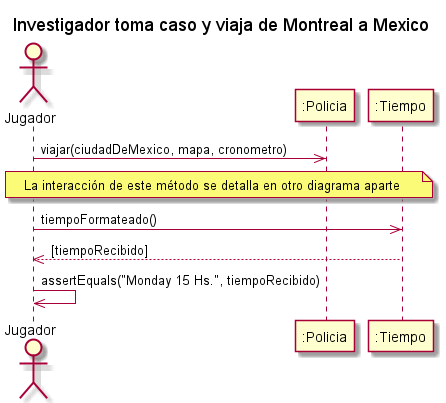 Investigador toma caso y viaja de Montreal a Mexico
Jugador
:Policia
:Tiempo
viajar(ciudadDeMexico, mapa, cronometro)
La interacción de este método se detalla en otro diagrama aparte
tiempoFormateado()
[tiempoRecibido]
assertEquals("Monday 15 Hs.", tiempoRecibido)
Jugador
:Policia
:Tiempo